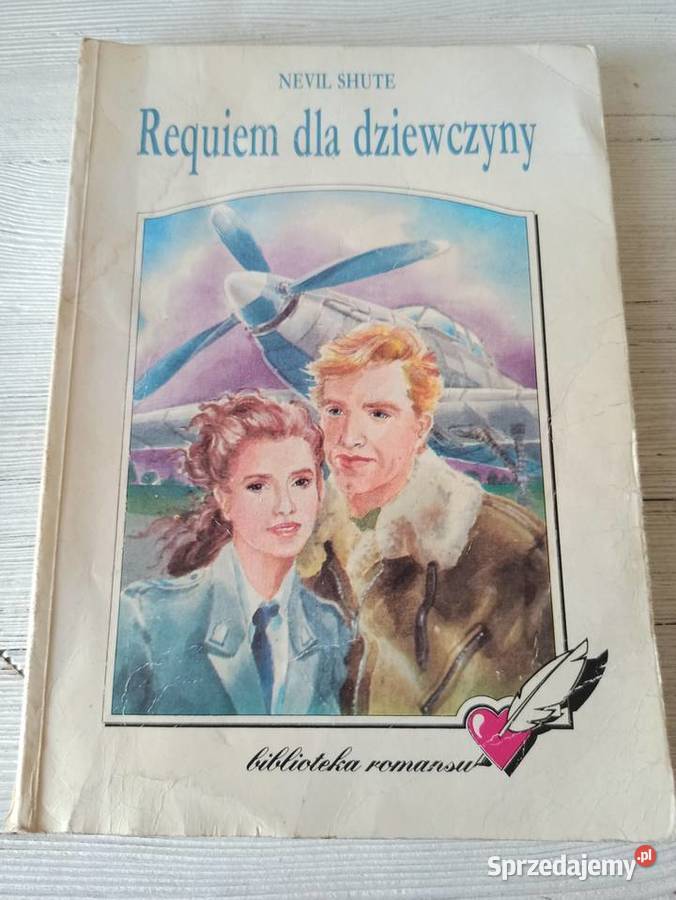 NEVIL SHUTE
Requiem dla dziewczyny
biblioteka romansu
Sprzedajemy.pl